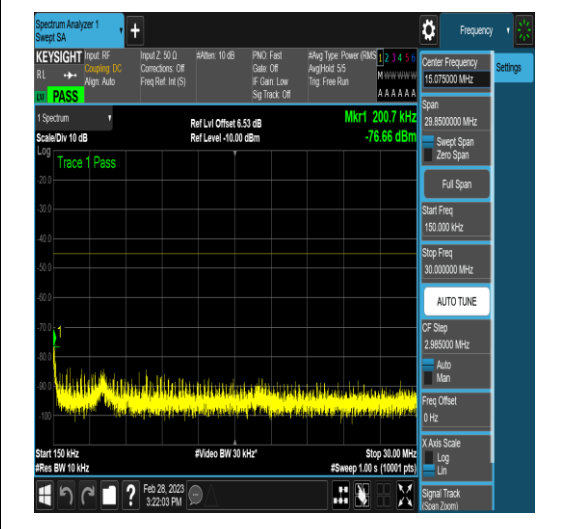 Spectrum Analyzer 1
Swept SA
+
Frequency
KEYSIGHT
RL
Input: RF
Coupling: DC
Align: Auto
Input Z: 50 Ω
Corrections: Off
Freq Ref: Int (S)
#Atten: 10 dB
PNO: Fast
Gate: Off
IF Gain: Low
Sig Track: Off
#Avg Type: Power (RMS
Avg|Hold: 5/5
Trig: Free Run
1 2 3 4 5 6
M W W W W W
A A A A A A
PASS
1 Spectrum
Scale/Div 10 dB
Ref Lvl Offset 6.53 dB
Ref Level -10.00 dBm
Mkr1 200.7 kHz
-76.66 dBm
Log
Trace 1 Pass
-20.0
-30.0
-40.0
-50.0
-60.0
-70.0
-80.0
-90.0
-100
1
Start 150 kHz
#Res BW 10 kHz
#Video BW 30 kHz*
Stop 30.00 MHz
#Sweep 1.00 s (10001 pts)
Feb 28, 2023
3:22:03 PM
?
Center Frequency
15.075000 MHz
Settings
Span
29.8500000 MHz
Swept Span
Zero Span
Full Span
Start Freq
150.000 kHz
Stop Freq
30.000000 MHz
AUTO TUNE
CF Step
2.985000 MHz
Auto
Man
Freq Offset
0 Hz
X Axis Scale
Log
Lin
Signal Track
(Span Zoom)